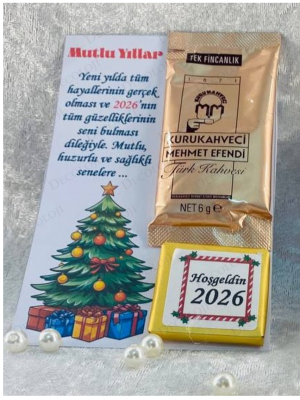 Mutlu Yıllar
Yeni yılda tüm
hayallerinin gerçek
olması ve 2026'nın
tüm güzelliklerinin
seni bulması
dileğiyle. Mutlu,
huzurlu ve sağlıklı
senelere ...
TEK FİNCANLIK
1871
KURUKAHVECİ
MEHMET EFENDİ
Türk Kahvesi
NET 6 g e
Hoşgeldin
2026